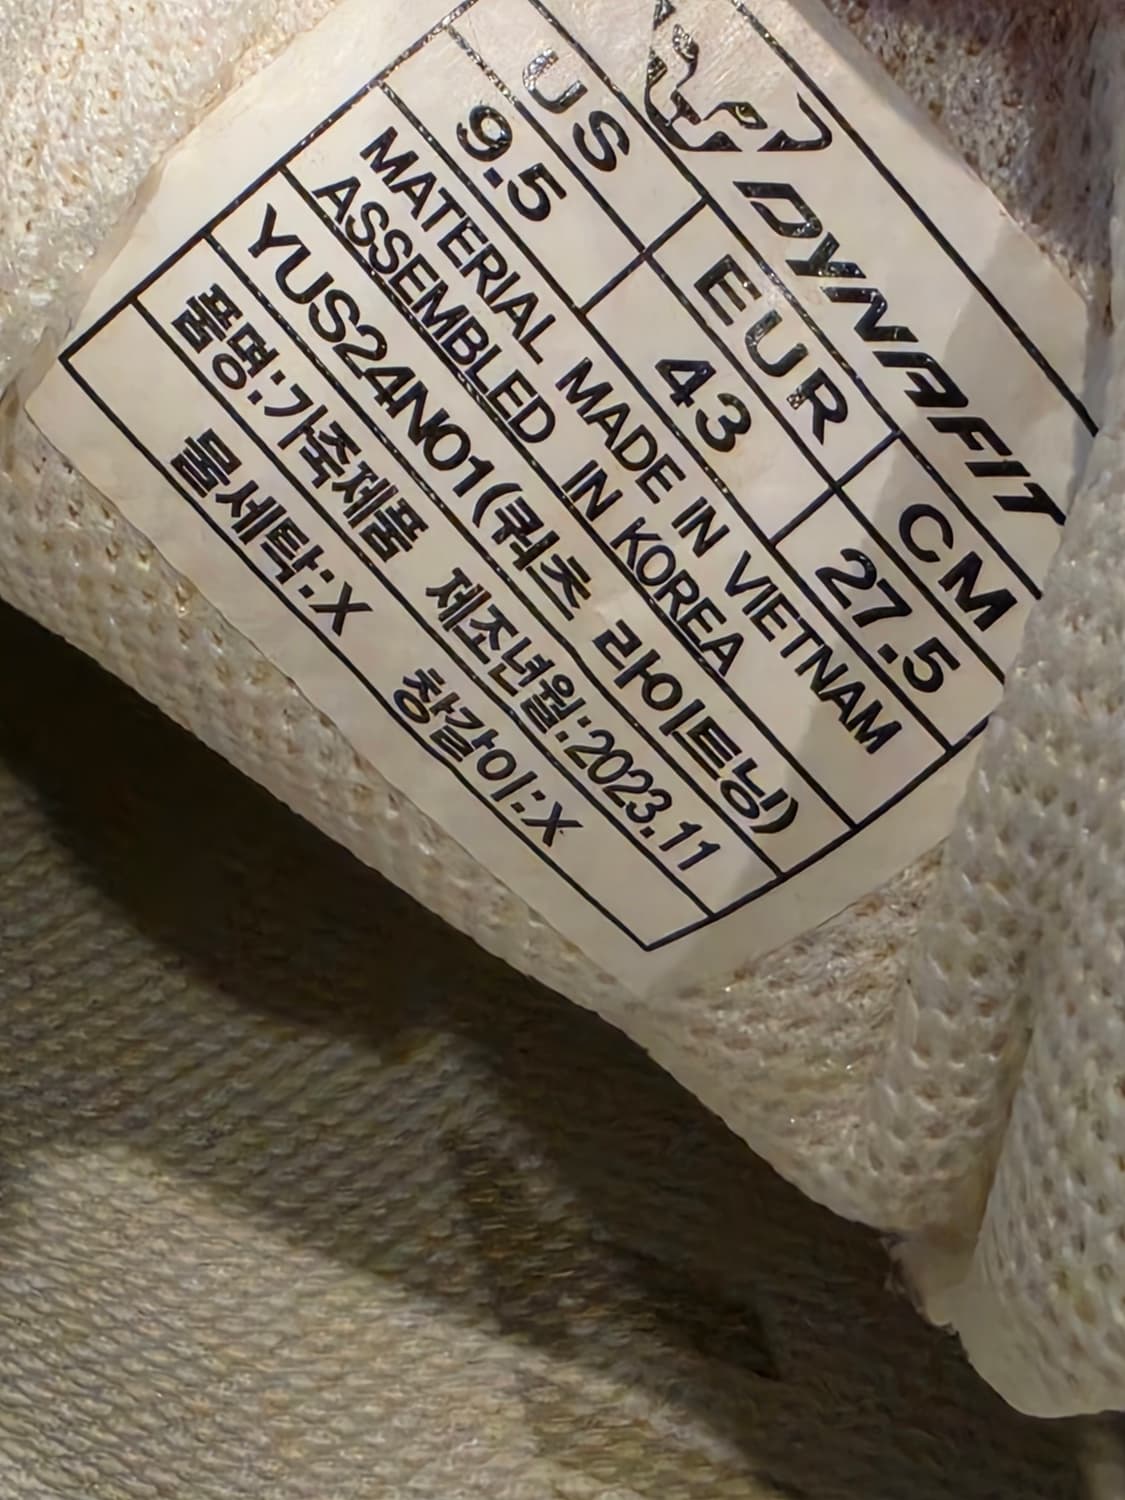 DYNAFIT
US EUR CM
9.5 43 27.5
MATERIAL MADE IN VIETNAM
ASSEMBLED IN KOREA
YUS24N01(퀴츠 라이트닝)
품명:가죽제품 제조년월:2023.11
물세탁:X 창갈이:X